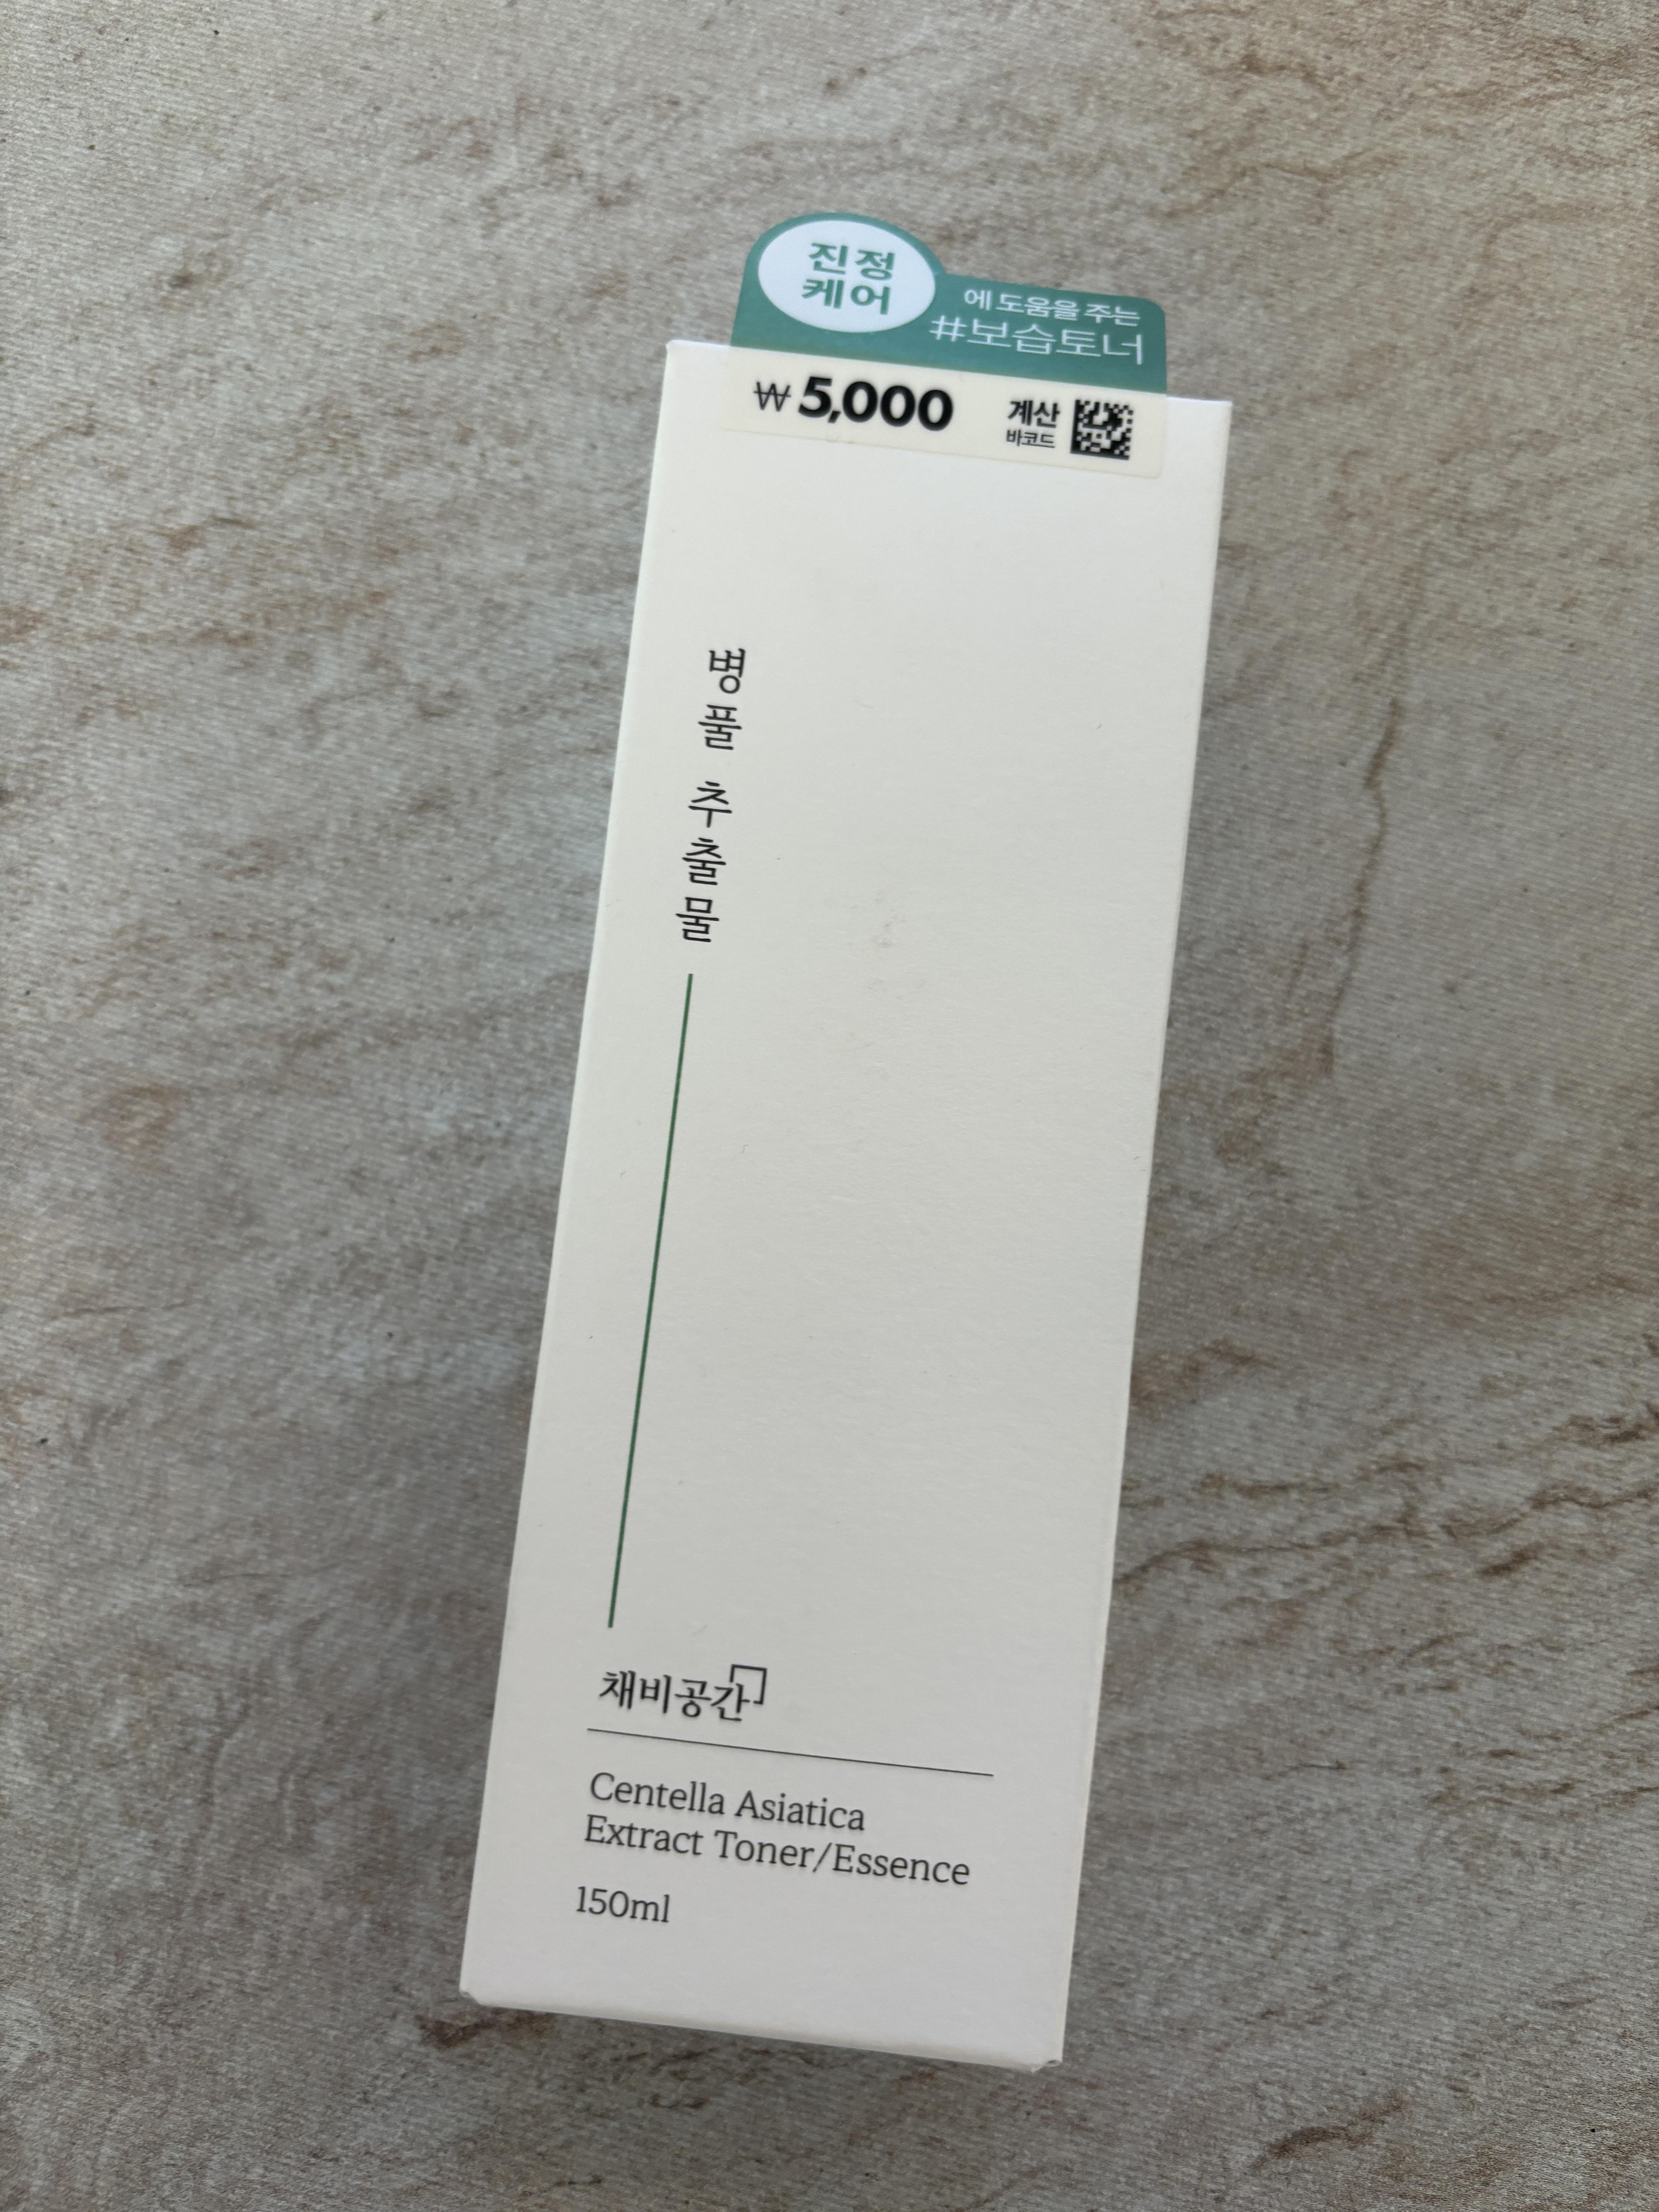 진정
케어
에 도움을 주는
#보습토너
₩5,000
계산
바코드
병풀 추출물
채비공간
Centella Asiatica
Extract Toner/Essence
150ml